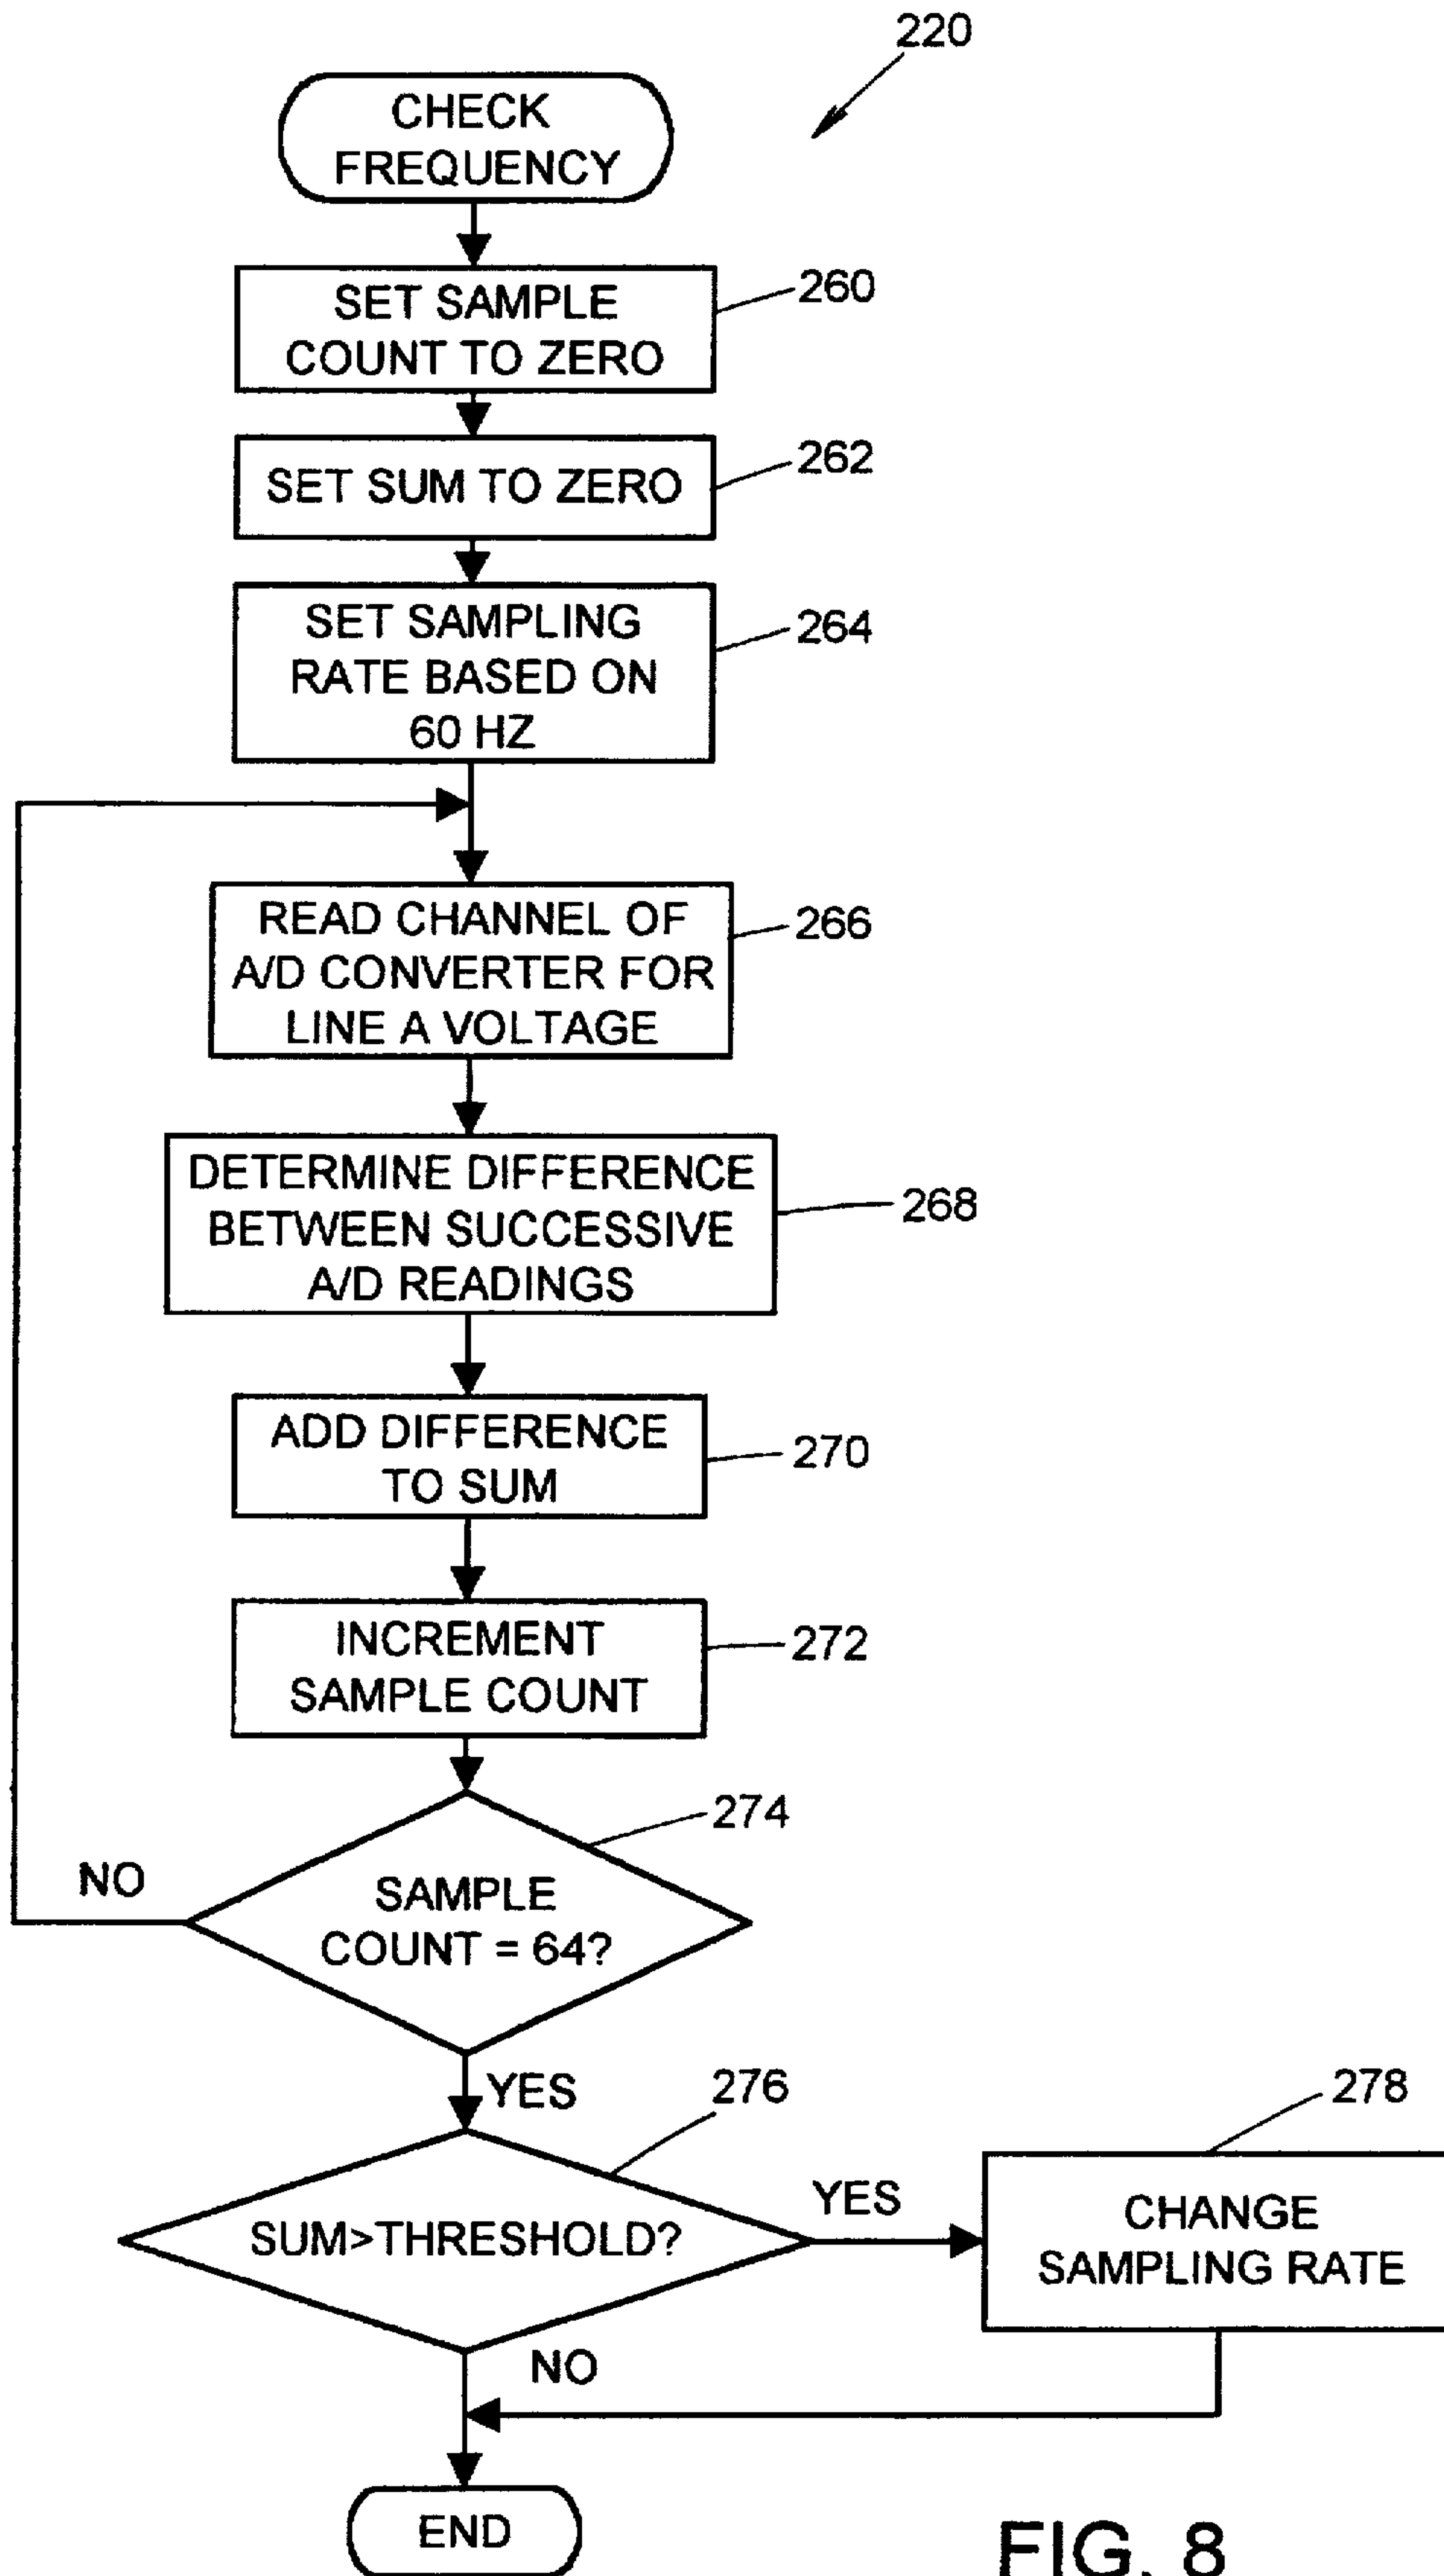 220
CHECK
FREQUENCY
SET SAMPLE
COUNT TO ZERO
260
SET SUM TO ZERO
262
SET SAMPLING
RATE BASED ON
60 HZ
264
READ CHANNEL OF
A/D CONVERTER FOR
LINE A VOLTAGE
266
DETERMINE DIFFERENCE
BETWEEN SUCCESSIVE
A/D READINGS
268
ADD DIFFERENCE
TO SUM
270
INCREMENT
SAMPLE COUNT
272
274
NO
SAMPLE
COUNT = 64?
YES
276
278
SUM>THRESHOLD?
YES
CHANGE
SAMPLING RATE
NO
END
FIG. 8